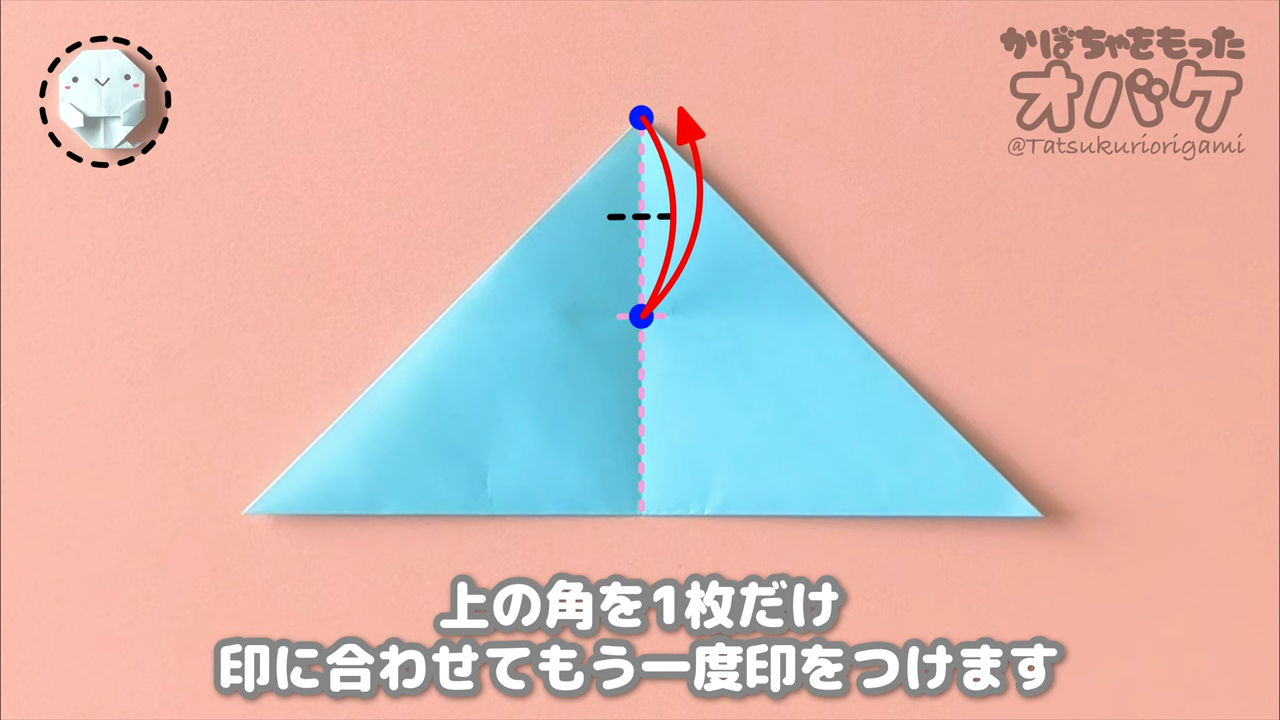 かぼちゃをもった
オバケ
@Tatsukuriorigami
上の角を1枚だけ
印に合わせてもう一度印をつけます